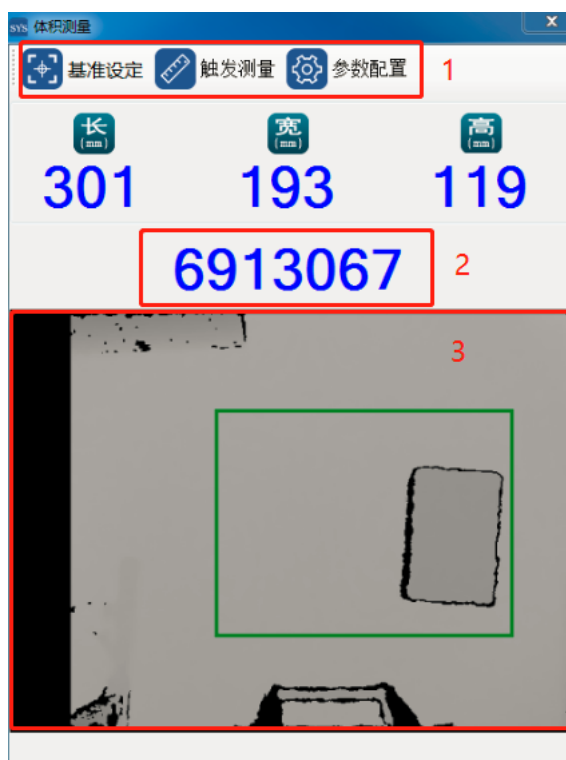 SYS 体积测量 x
基准设定 触发测量 参数配置 1
长 宽 高
(mm) (mm) (mm)
301 193 119
6913067 2
3